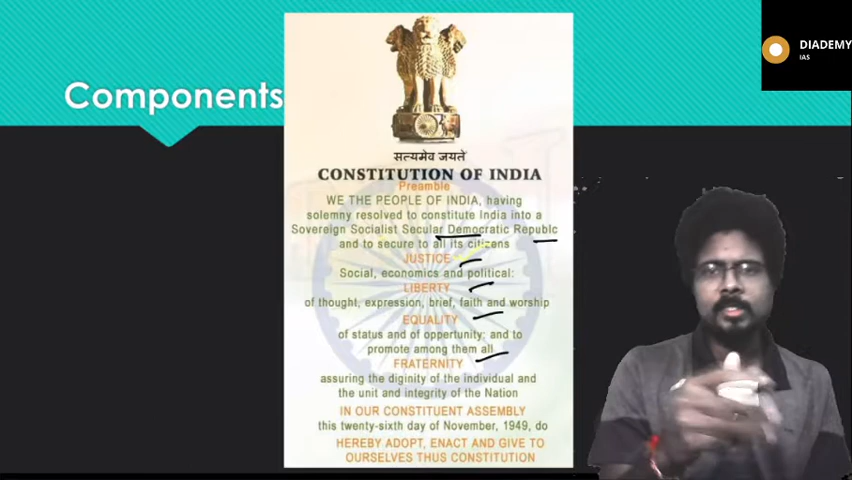 Components
DIADEMY
IAS
सत्यमेव जयते
CONSTITUTION OF INDIA
Preamble
WE THE PEOPLE OF INDIA, having
solemny resolved to constitute India into a
Sovereign Socialist Secular Democratic Republc
and to secure to all its citizens
JUSTICE
Social, economics and political:
LIBERTY
of thought, expression, brief, faith and worship
EQUALITY
of status and of opportunity; and to
promote among them all
FRATERNITY
assuring the diginity of the individual and
the unit and integrity of the Nation
IN OUR CONSTITUENT ASSEMBLY
this twenty-sixth day of November, 1949, do
HEREBY ADOPT, ENACT AND GIVE TO
OURSELVES THUS CONSTITUTION